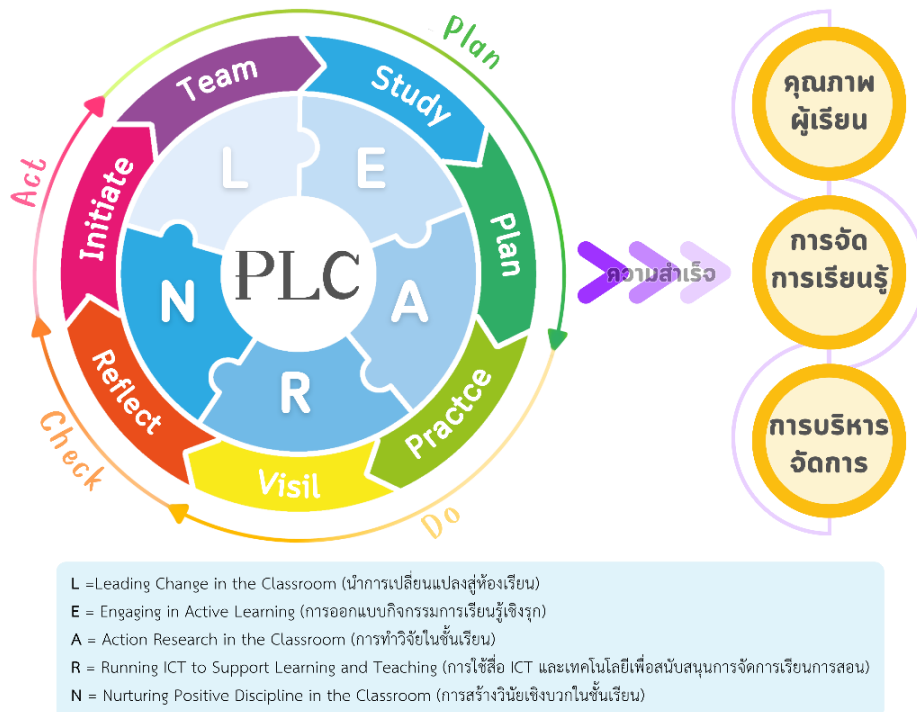 Plan
Team
Study
Plan
Practce
Visil
Reflect
Initiate
Act
Check
Do
L
E
A
R
N
PLC
ความสำเร็จ
คุณภาพ
ผู้เรียน
การจัด
การเรียนรู้
การบริหาร
จัดการ
L =Leading Change in the Classroom (นำการเปลี่ยนแปลงสู่ห้องเรียน)
E = Engaging in Active Learning (การออกแบบกิจกรรมการเรียนรู้เชิงรุก)
A = Action Research in the Classroom (การทำวิจัยในชั้นเรียน)
R = Running ICT to Support Learning and Teaching (การใช้สื่อ ICT และเทคโนโลยีเพื่อสนับสนุนการจัดการเรียนการสอน)
N = Nurturing Positive Discipline in the Classroom (การสร้างวินัยเชิงบวกในชั้นเรียน)